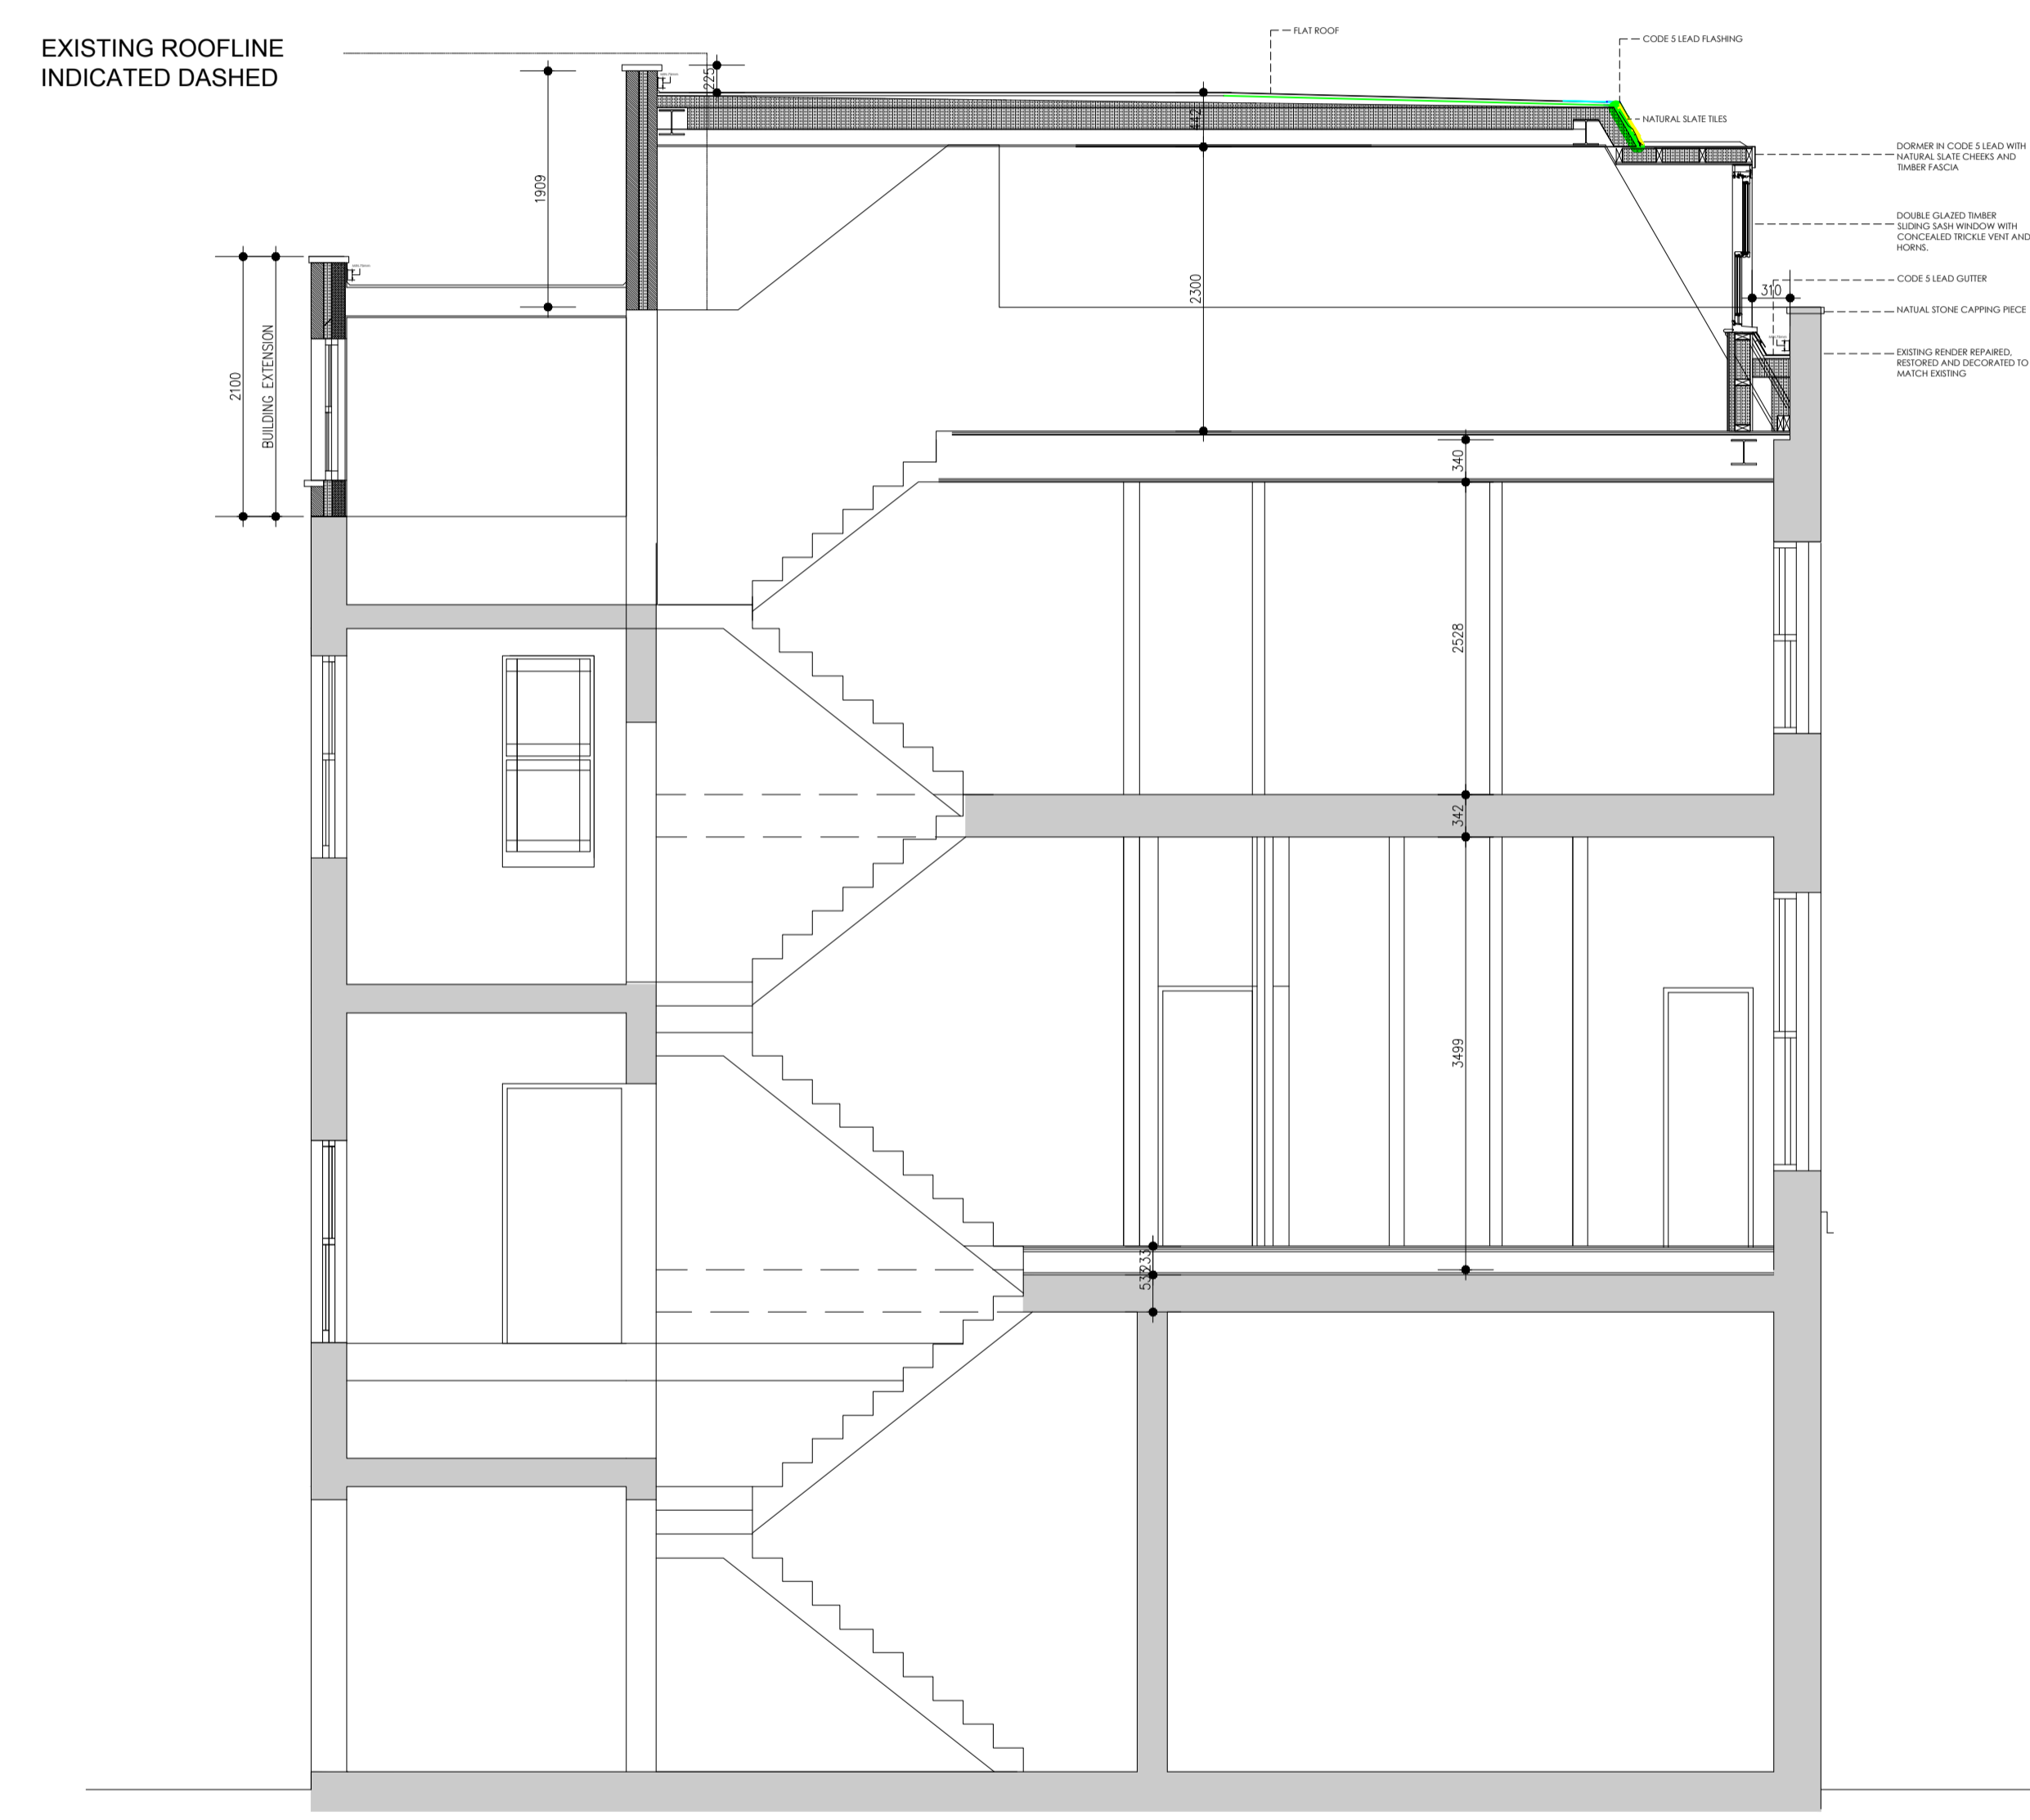 EXISTING ROOFLINE
INDICATED DASHED
FLAT ROOF
CODE 5 LEAD FLASHING
NATURAL SLATE TILES
DORMER IN CODE 5 LEAD WITH
NATURAL SLATE CHEEKS AND
TIMBER FASCIA
DOUBLE GLAZED TIMBER
SLIDING SASH WINDOW WITH
CONCEALED TRICKLE VENT AND
HORNS.
CODE 5 LEAD GUTTER
NATUAL STONE CAPPING PIECE
EXISTING RENDER REPAIRED,
RESTORED AND DECORATED TO
MATCH EXISTING
225
442
1909
2300
310
2100
BUILDING EXTENSION
340
2528
342
3499
233